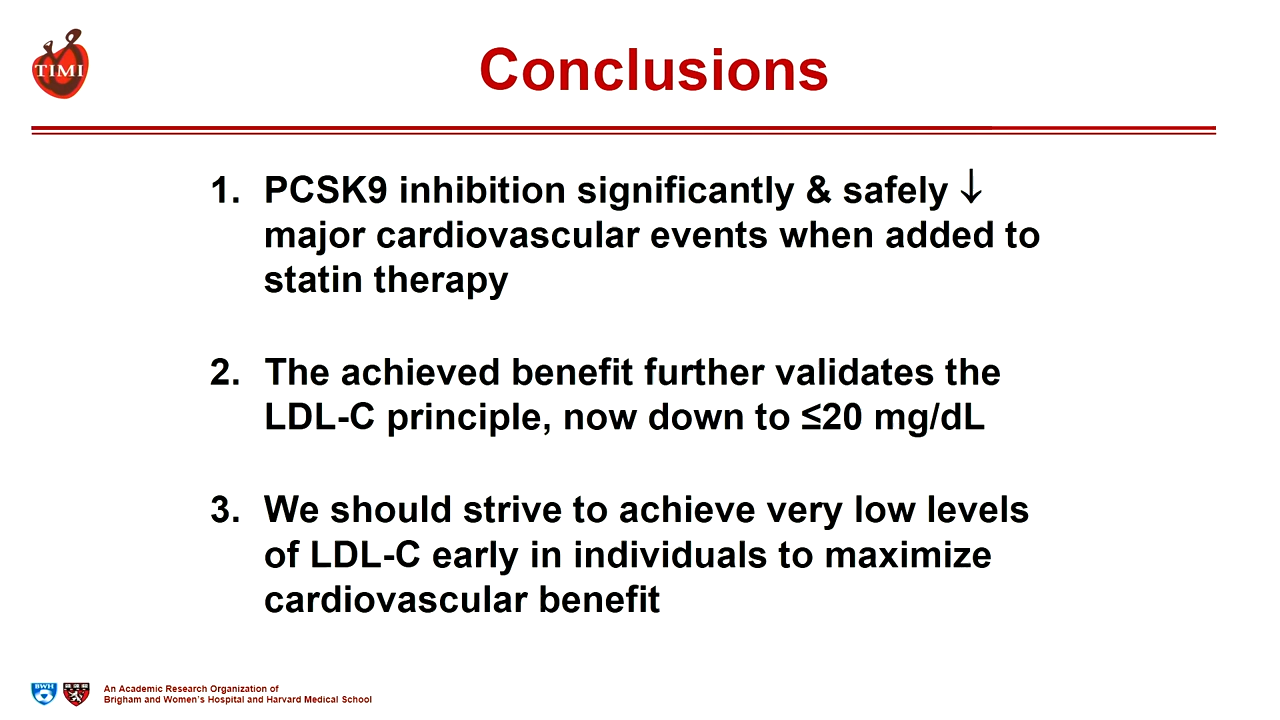 TIMI
Conclusions
1. PCSK9 inhibition significantly & safely ↓
major cardiovascular events when added to
statin therapy
2. The achieved benefit further validates the
LDL-C principle, now down to ≤20 mg/dL
3. We should strive to achieve very low levels
of LDL-C early in individuals to maximize
cardiovascular benefit
BWH
An Academic Research Organization of
Brigham and Women's Hospital and Harvard Medical School